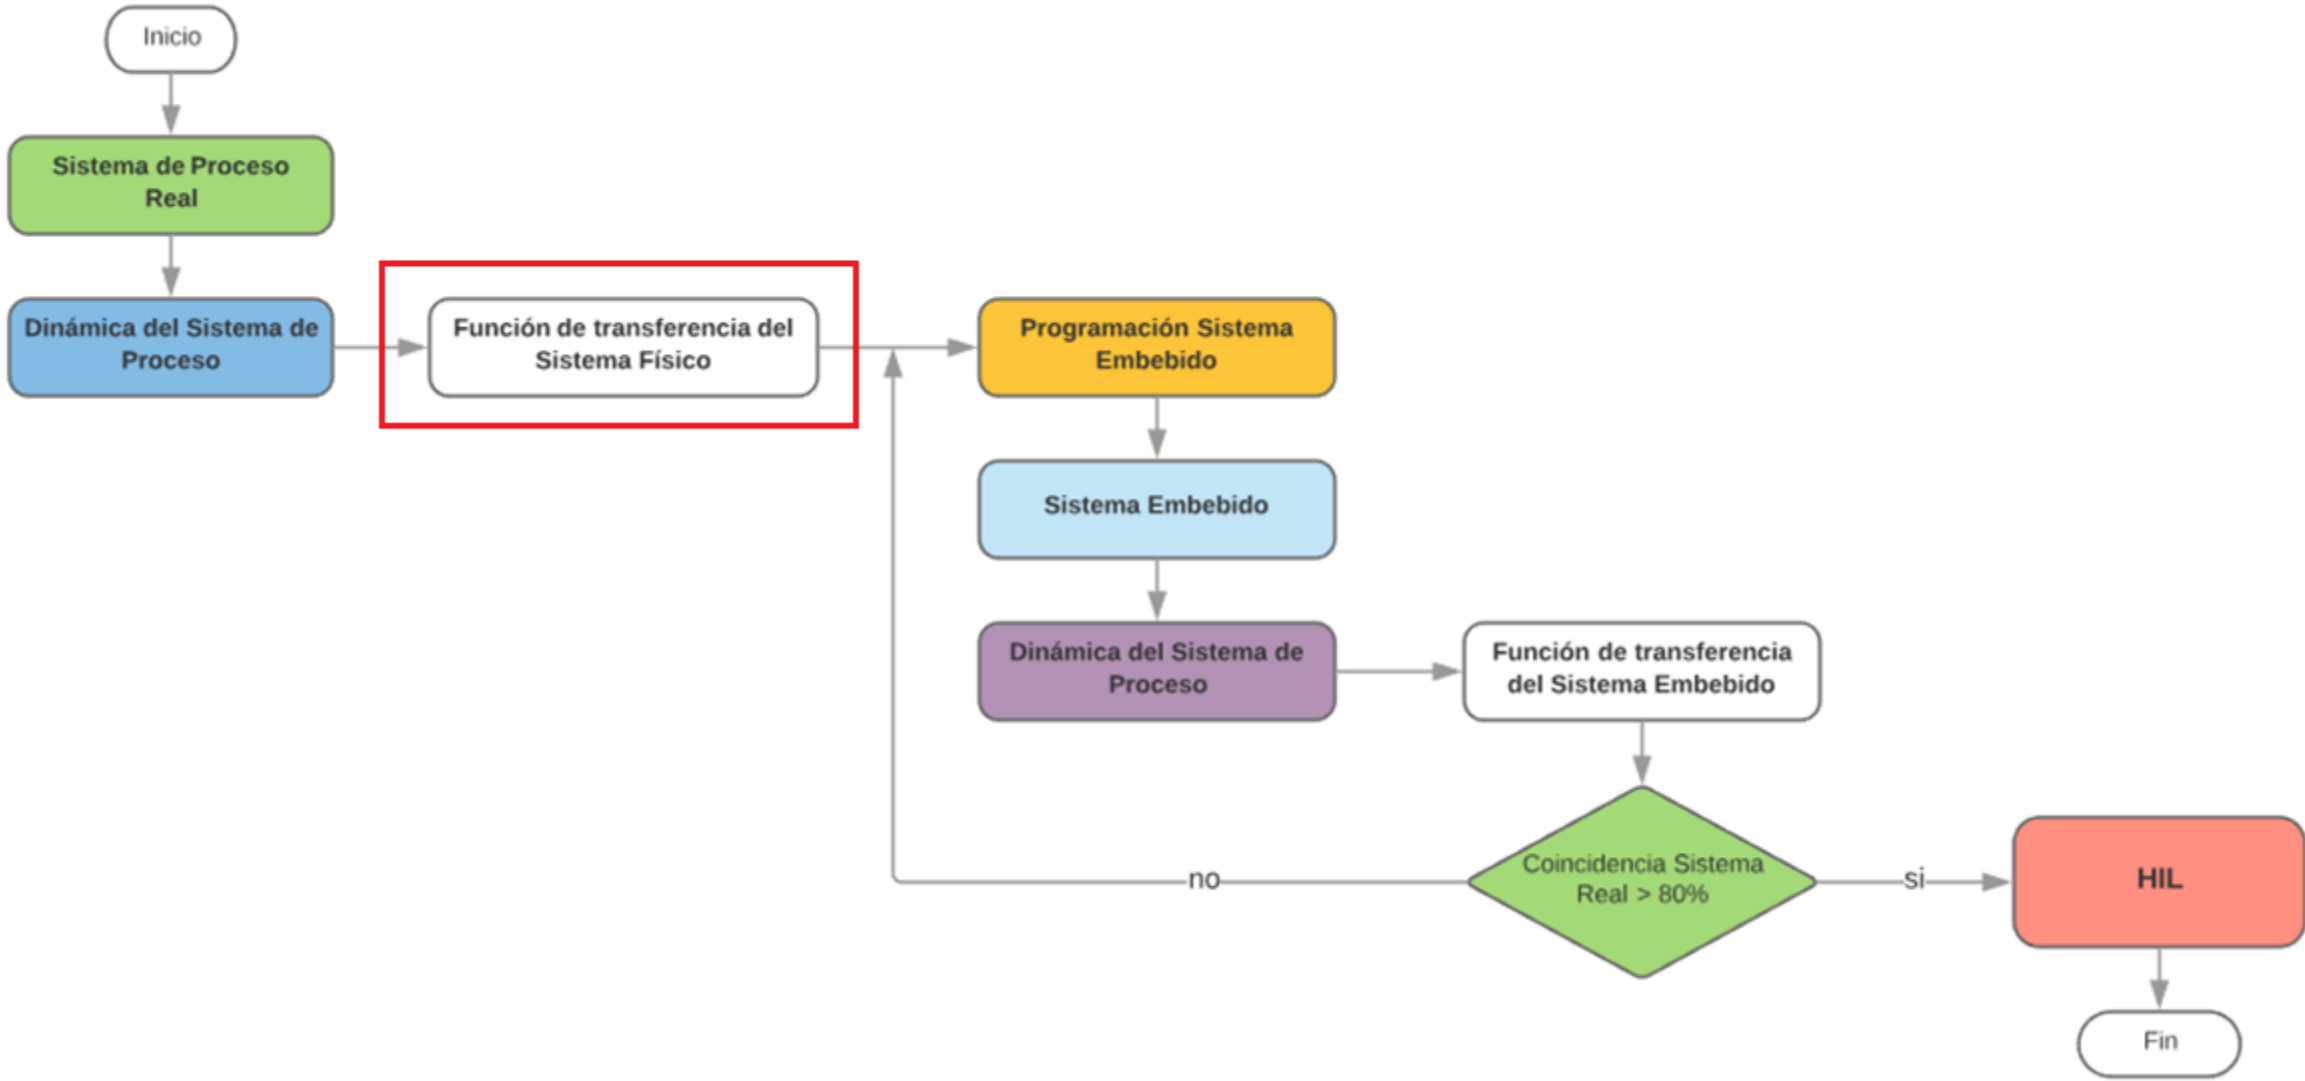 Inicio
Sistema de Proceso
Real
Dinámica del Sistema de
Proceso
Función de transferencia del
Sistema Físico
Programación Sistema
Embebido
Sistema Embebido
Dinámica del Sistema de
Proceso
Función de transferencia
del Sistema Embebido
Coincidencia Sistema
Real > 80%
no
si
HIL
Fin